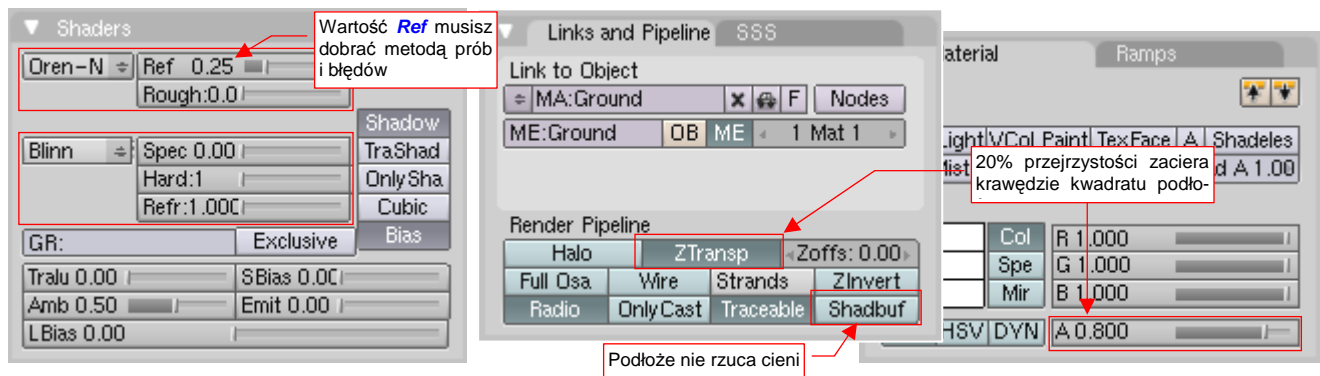 Shaders
Wartość Ref musisz
dobrać metodą prób
i błędów
Oren-N
Ref 0.25
Rough:0.0
Shadow
Blinn
Spec 0.00
TraShad
Hard:1
OnlySha
Refr:1.000
Cubic
GR:
Exclusive
Bias
Tralu 0.00
SBias 0.00
Amb 0.50
Emit 0.00
LBias 0.00
Links and Pipeline
SSS
Link to Object
MA:Ground
F
Nodes
ME:Ground
OB
ME
1 Mat 1
Render Pipeline
Halo
ZTransp
Zoffs: 0.00
Full Osa
Wire
Strands
ZInvert
Radio
OnlyCast
Traceable
Shadbuf
Podłoże nie rzuca cieni
aterial
Ramps
Light
VCol Paint
TexFace
A
Shadeles
Mist
20% przejrzystości zaciera
krawędzie kwadratu podło-
d A 1.00
Col
R 1.000
Spe
G 1.000
Mir
B 1.000
HSV
DYN
A 0.800